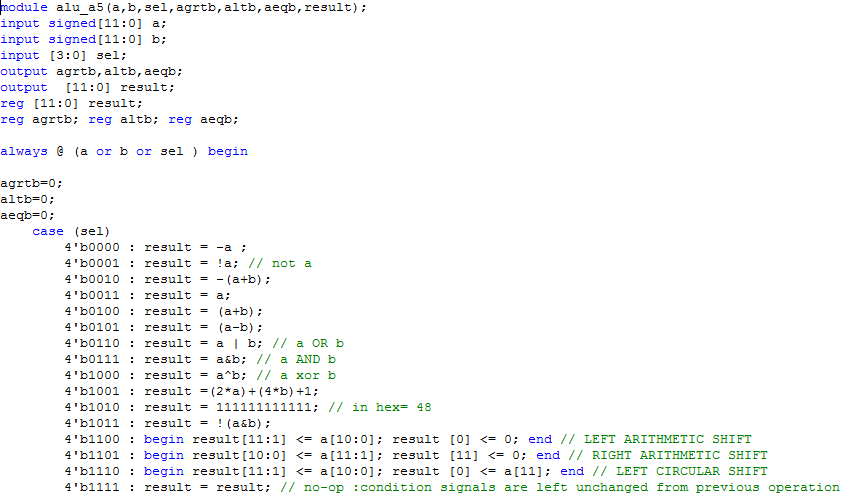 module alu_a5(a,b,sel,agrtb,altb,aeqb,result);
input signed[11:0] a;
input signed[11:0] b;
input [3:0] sel;
output agrtb,altb,aeqb;
output  [11:0] result;
reg [11:0] result;
reg agrtb; reg altb; reg aeqb;
always @ (a or b or sel ) begin
agrtb=0;
altb=0;
aeqb=0;
case (sel)
4'b0000 : result = -a ;
4'b0001 : result = !a; // not a
4'b0010 : result = -(a+b);
4'b0011 : result = a;
4'b0100 : result = (a+b);
4'b0101 : result = (a-b);
4'b0110 : result = a | b; // a OR b
4'b0111 : result = a&b; // a AND b
4'b1000 : result = a^b; // a xor b
4'b1001 : result =(2*a)+(4*b)+1;
4'b1010 : result = 111111111111; // in hex= 48
4'b1011 : result = !(a&b);
4'b1100 : begin result[11:1] <= a[10:0]; result [0] <= 0; end // LEFT ARITHMETIC SHIFT
4'b1101 : begin result[10:0] <= a[11:1]; result [11] <= 0; end // RIGHT ARITHMETIC SHIFT
4'b1110 : begin result[11:1] <= a[10:0]; result [0] <= a[11]; end // LEFT CIRCULAR SHIFT
4'b1111 : result = result; // no-op :condition signals are left unchanged from previous operation